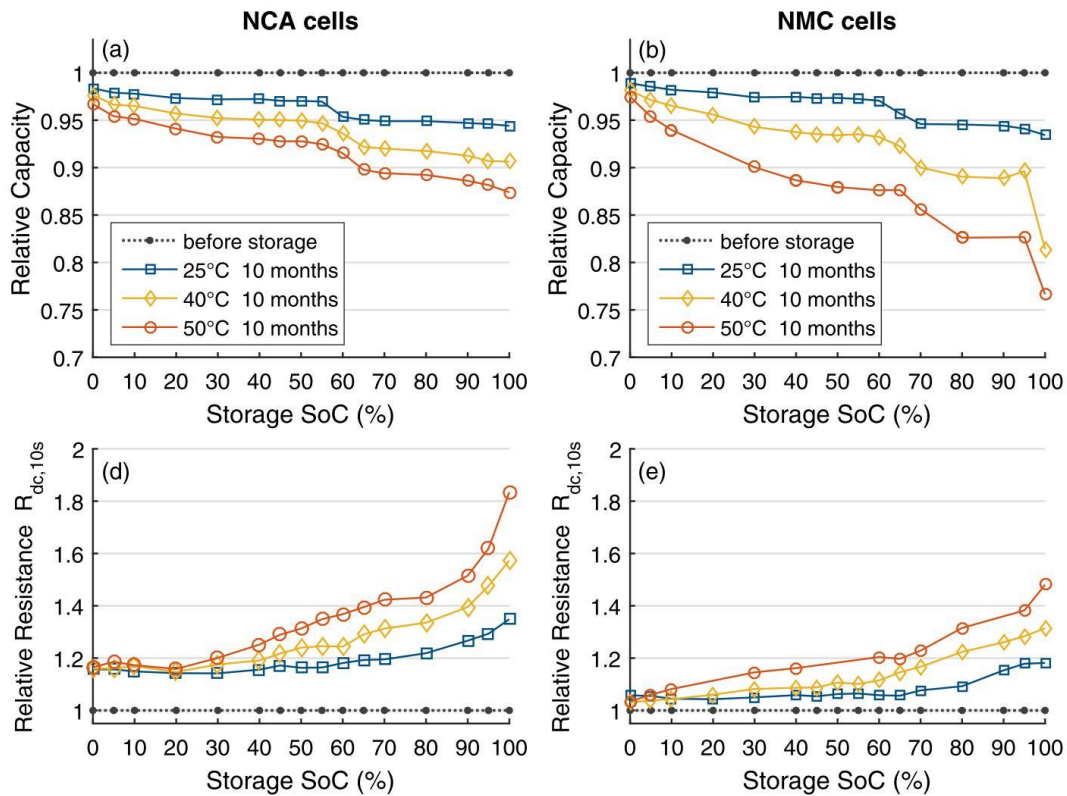 NCA cells
NMC cells
(a)
Relative Capacity
1
0.95
0.9
0.85
0.8
0.75
0.7
before storage
25°C 10 months
40°C 10 months
50°C 10 months
0 10 20 30 40 50 60 70 80 90 100
Storage SoC (%)
(b)
Relative Capacity
1
0.95
0.9
0.85
0.8
0.75
0.7
before storage
25°C 10 months
40°C 10 months
50°C 10 months
0 10 20 30 40 50 60 70 80 90 100
Storage SoC (%)
(d)
Relative Resistance R dc,10s
2
1.8
1.6
1.4
1.2
1
0 10 20 30 40 50 60 70 80 90 100
Storage SoC (%)
(e)
Relative Resistance R dc,10s
2
1.8
1.6
1.4
1.2
1
0 10 20 30 40 50 60 70 80 90 100
Storage SoC (%)